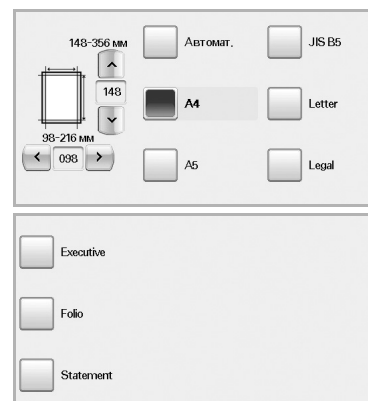 148-356 мм
148
98-216 мм
098
Автомат.
JIS B5
A4
Letter
A5
Legal
Executive
Folio
Statement